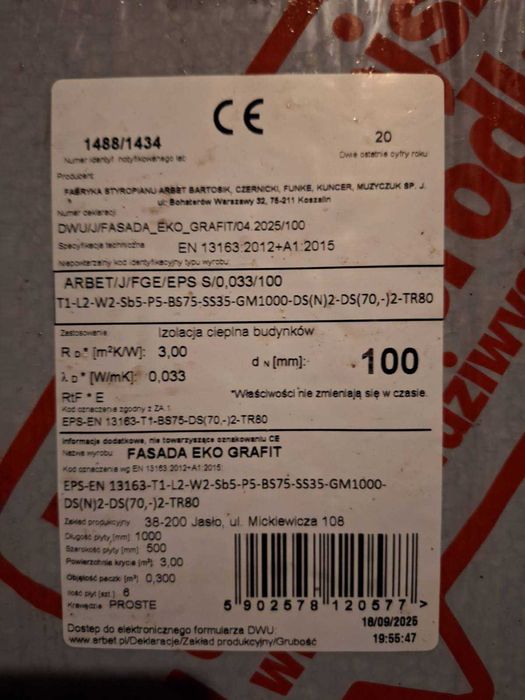 CE
1488/1434
20
Numer identyf. notyfikowanego lab.
Dwie ostatnie cyfry roku
Producent
FABRYKA STYROPIANU ARBET BARTOSIK, CZERNICKI, FUNKE, KUNCER, MUZYCZUK SP. J.
ul. Bohaterów Warszawy 32, 75-211 Koszalin
Numer deklaracji
DWU/J/FASADA_EKO_GRAFIT/04.2025/100
Specyfikacja techniczna EN 13163:2012+A1:2015
Niepowtarzalny kod identyfikacyjny typu wyrobu:
ARBET/J/FGE/EPS S/0,033/100
T1-L2-W2-Sb5-P5-BS75-SS35-GM1000-DS(N)2-DS(70,-)2-TR80
Zastosowanie: Izolacja cieplna budynków
R D* [m²K/W]: 3,00
d N [mm]: 100
λ D* [W/mK]: 0,033
RtF * E
*Właściwości nie zmieniają się w czasie.
Kod oznaczenia zgodny z ZA.1
EPS-EN 13163-T1-BS75-DS(70,-)2-TR80
Informacje dodatkowe, nie towarzyszące oznakowaniu CE
Nazwa wyrobu: FASADA EKO GRAFIT
Kod oznaczenia wg EN 13163:2012+A1:2015:
EPS-EN 13163-T1-L2-W2-Sb5-P5-BS75-SS35-GM1000-
DS(N)2-DS(70,-)2-TR80
Zakład produkcyjny 38-200 Jasło, ul. Mickiewicza 108
Długość płyty [mm] 1000
Szerokość płyty [mm] 500
Powierzchnie krycia [m²] 3,00
Objętość paczki [m³] 0,300
Ilość płyt [szt.] 6
Krawędzie PROSTE
5 902578 120577 >
18/09/2025
19:55:47
Dostęp do elektronicznego formularza DWU:
www.arbet.pl/Deklaracje/Zakład produkcyjny/Grubość